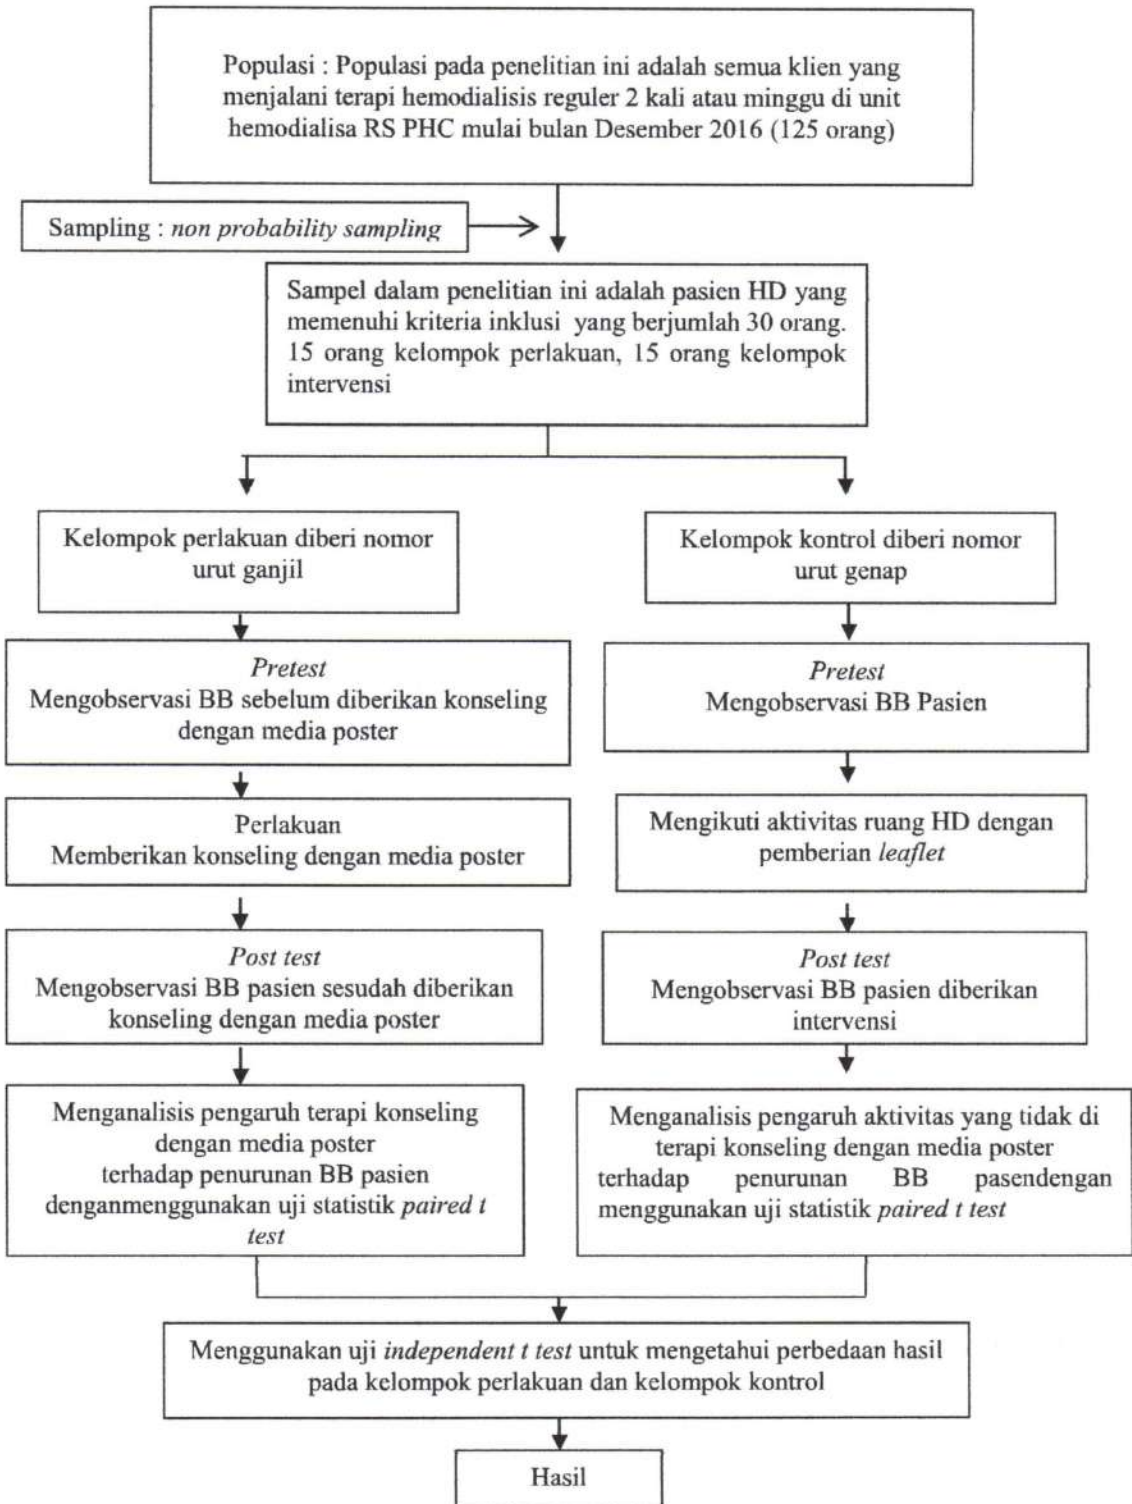 Populasi : Populasi pada penelitian ini adalah semua klien yang
menjalani terapi hemodialisis reguler 2 kali atau minggu di unit
hemodialisa RS PHC mulai bulan Desember 2016 (125 orang)
Sampling : non probability sampling
Sampel dalam penelitian ini adalah pasien HD yang
memenuhi kriteria inklusi yang berjumlah 30 orang.
15 orang kelompok perlakuan, 15 orang kelompok
intervensi
Kelompok perlakuan diberi nomor
urut ganjil
Kelompok kontrol diberi nomor
urut genap
Pretest
Mengobservasi BB sebelum diberikan konseling
dengan media poster
Pretest
Mengobservasi BB Pasien
Perlakuan
Memberikan konseling dengan media poster
Mengikuti aktivitas ruang HD dengan
pemberian leaflet
Post test
Mengobservasi BB pasien sesudah diberikan
konseling dengan media poster
Post test
Mengobservasi BB pasien diberikan
intervensi
Menganalisis pengaruh terapi konseling
dengan media poster
terhadap penurunan BB pasien
denganmenggunakan uji statistik paired t
test
Menganalisis pengaruh aktivitas yang tidak di
terapi konseling dengan media poster
terhadap penurunan BB pasendengan
menggunakan uji statistik paired t test
Menggunakan uji independent t test untuk mengetahui perbedaan hasil
pada kelompok perlakuan dan kelompok kontrol
Hasil